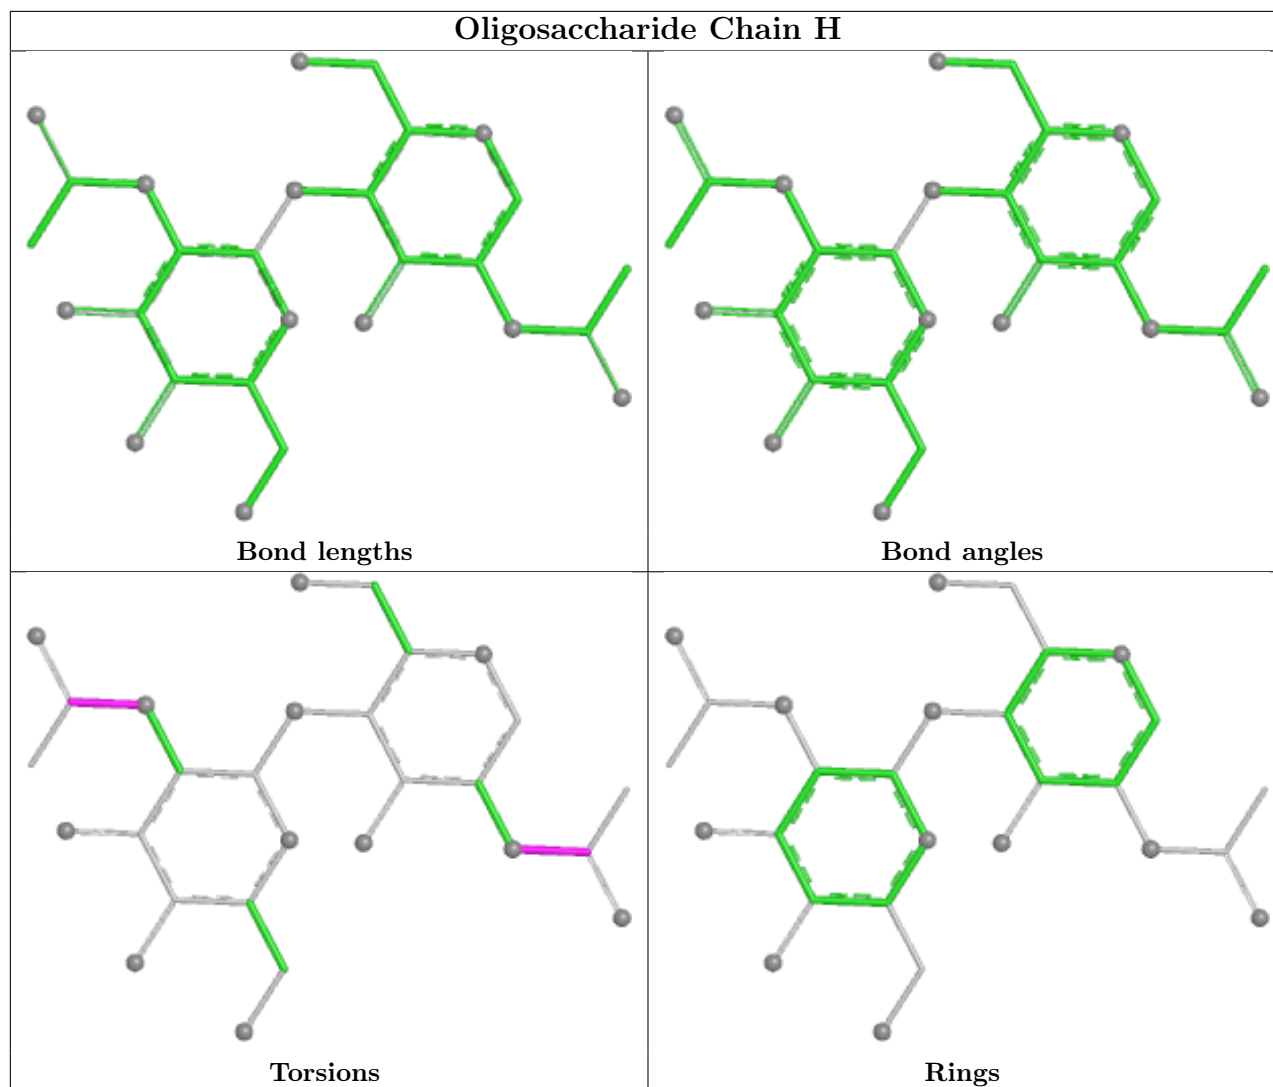 Oligosaccharide Chain H
Bond lengths
Bond angles
Torsions
Rings